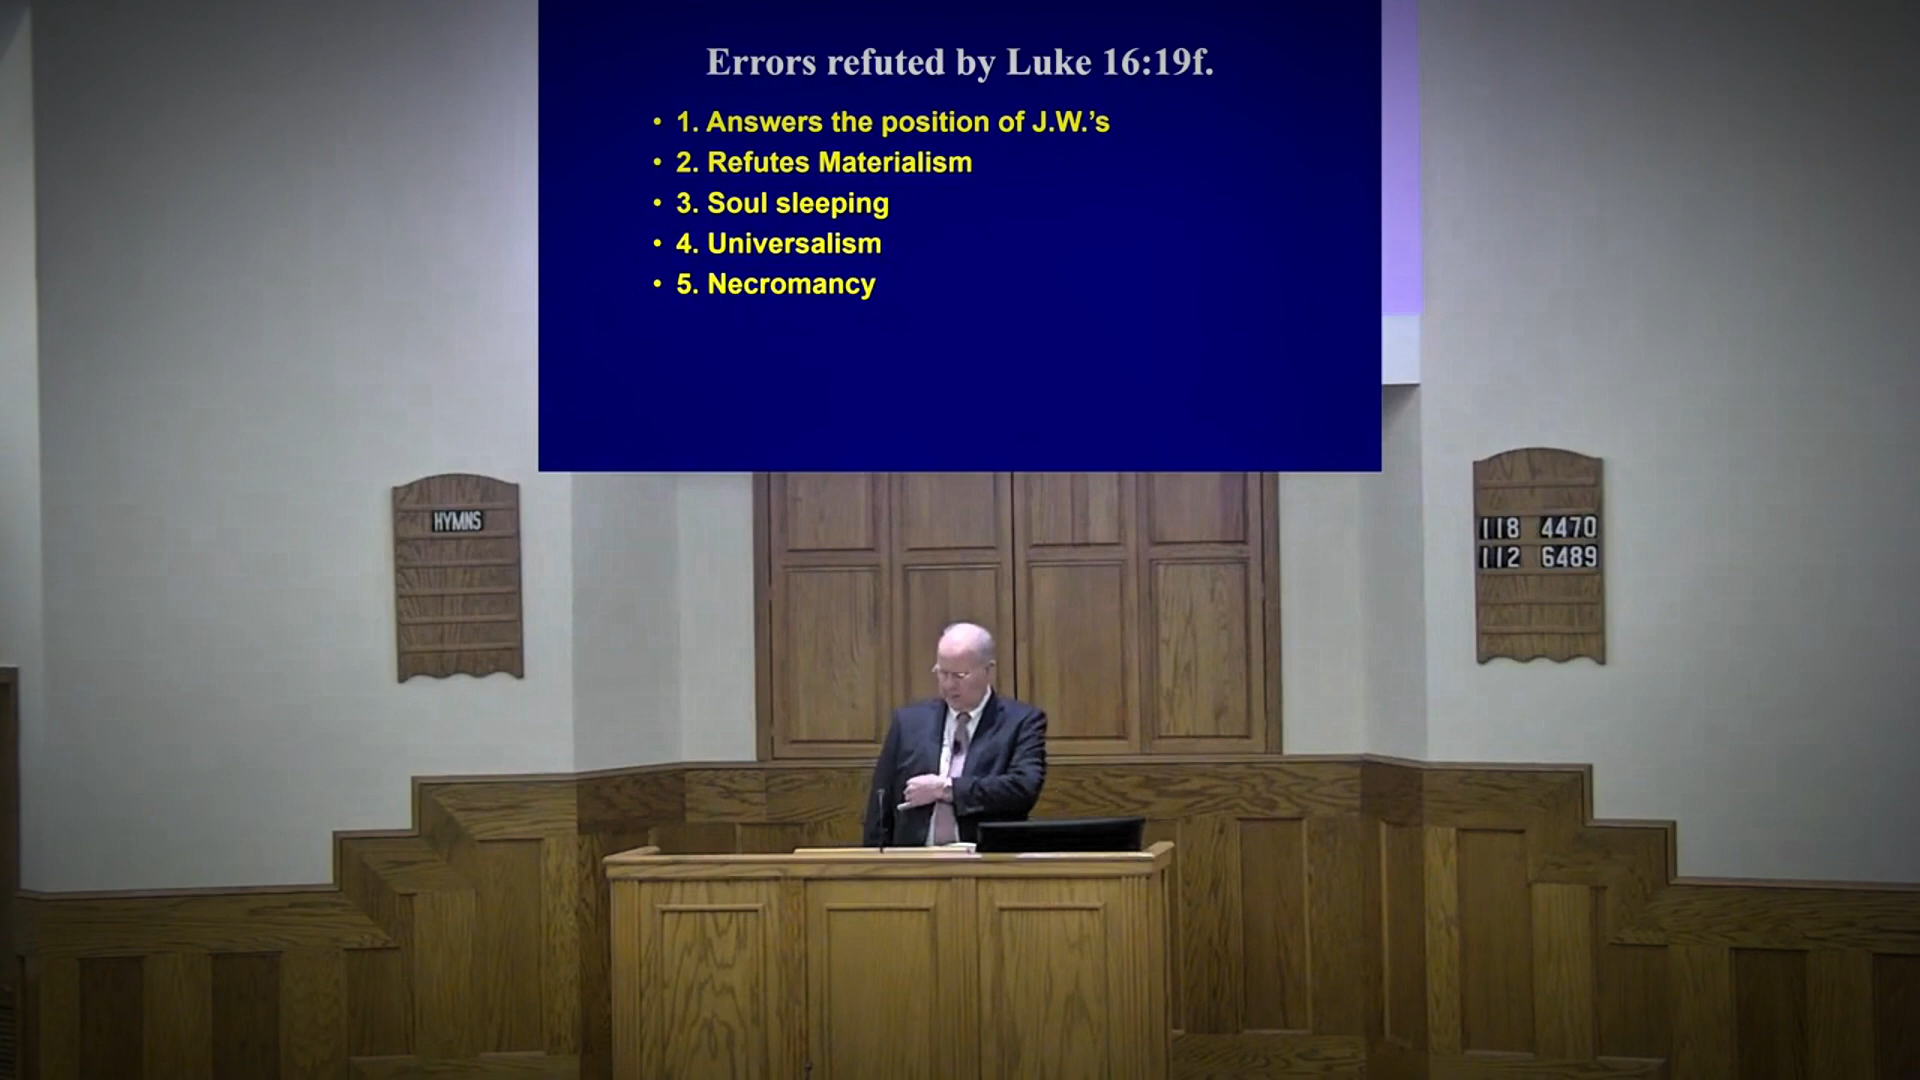 Errors refuted by Luke 16:19f.
• 1. Answers the position of J.W.’s
• 2. Refutes Materialism
• 3. Soul sleeping
• 4. Universalism
• 5. Necromancy
HYMNS
118 4470
112 6489